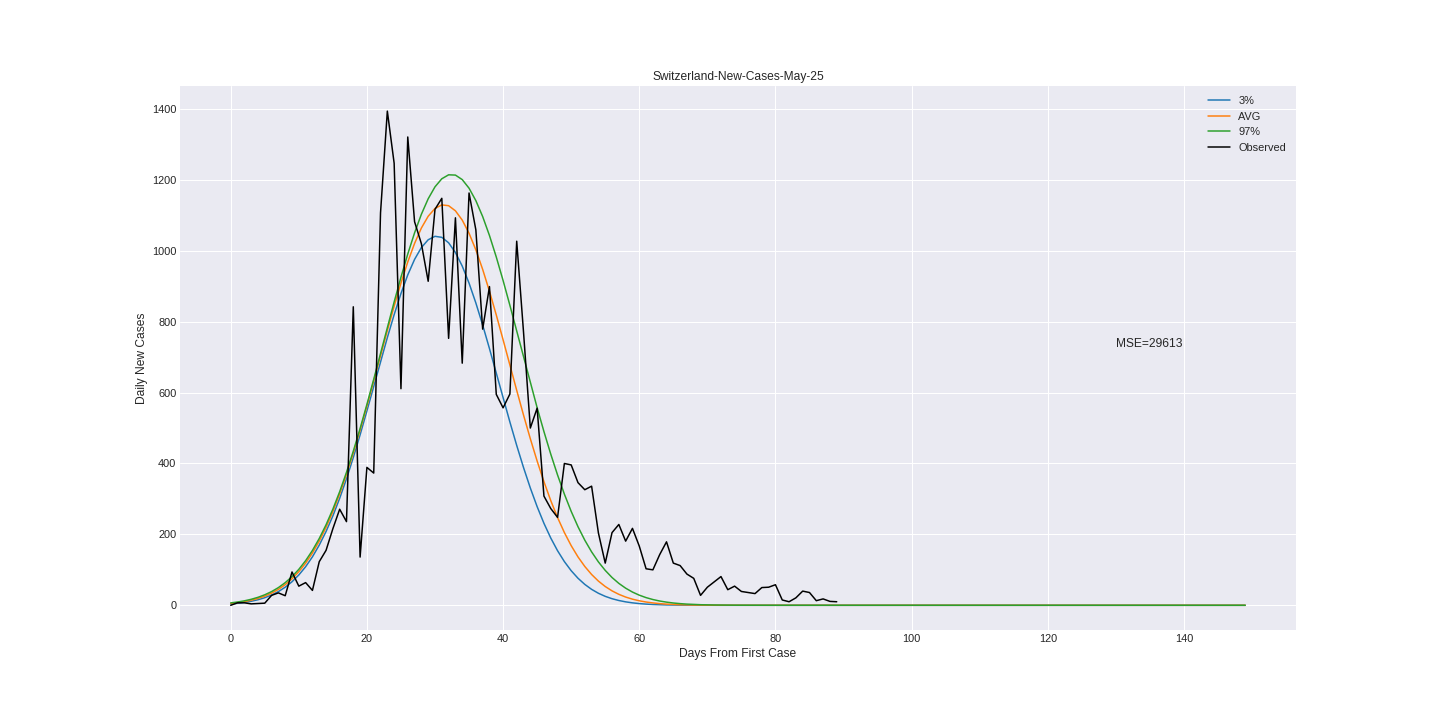 Switzerland-New-Cases-May-25
3%
AVG
97%
Observed
MSE=29613
Daily New Cases
1400
1200
1000
800
600
400
200
0
0 20 40 60 80 100 120 140
Days From First Case